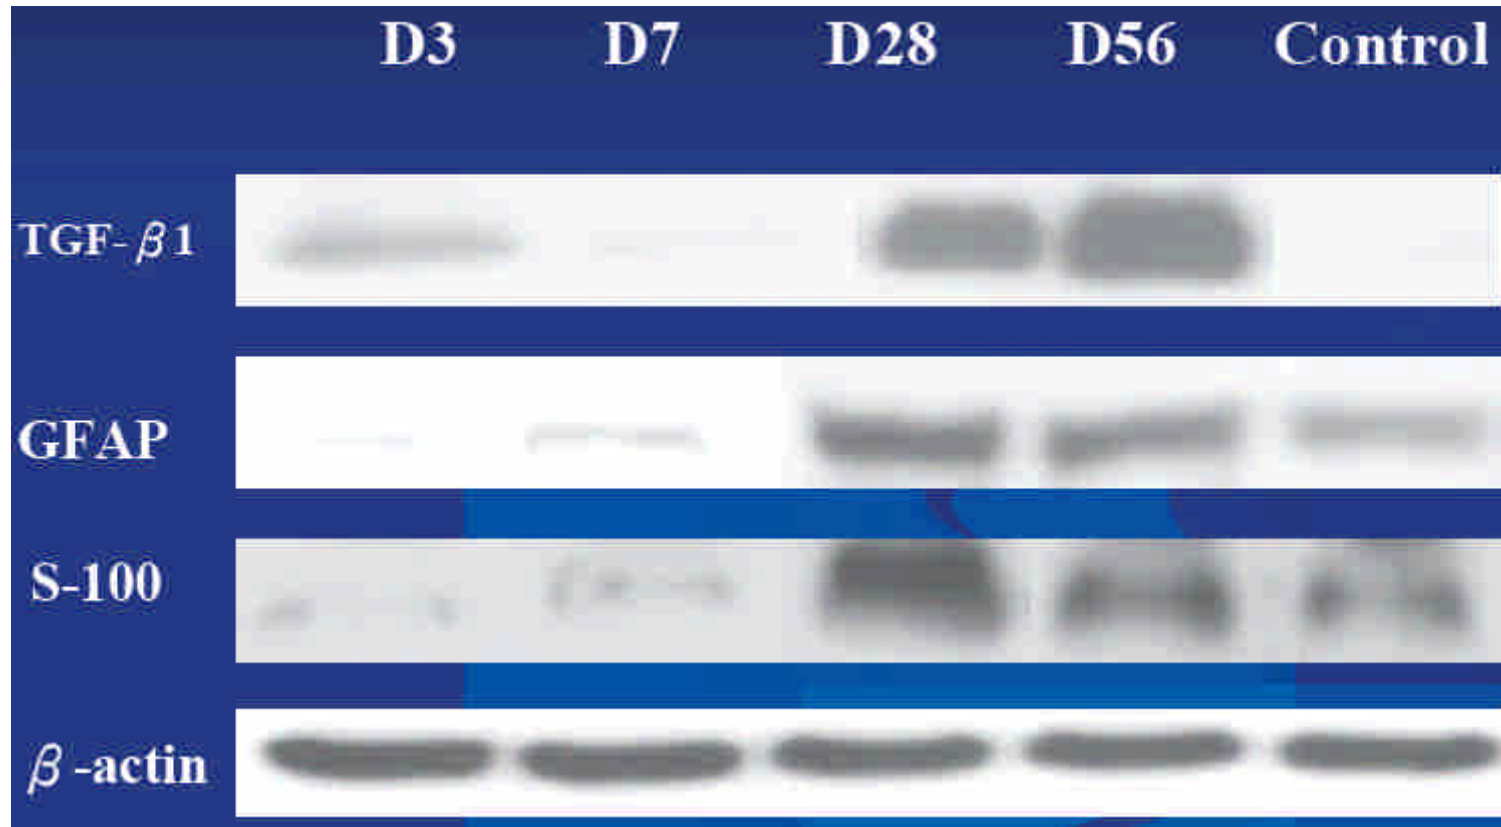 D3 D7 D28 D56 Control
TGF-β1
GFAP
S-100
β-actin